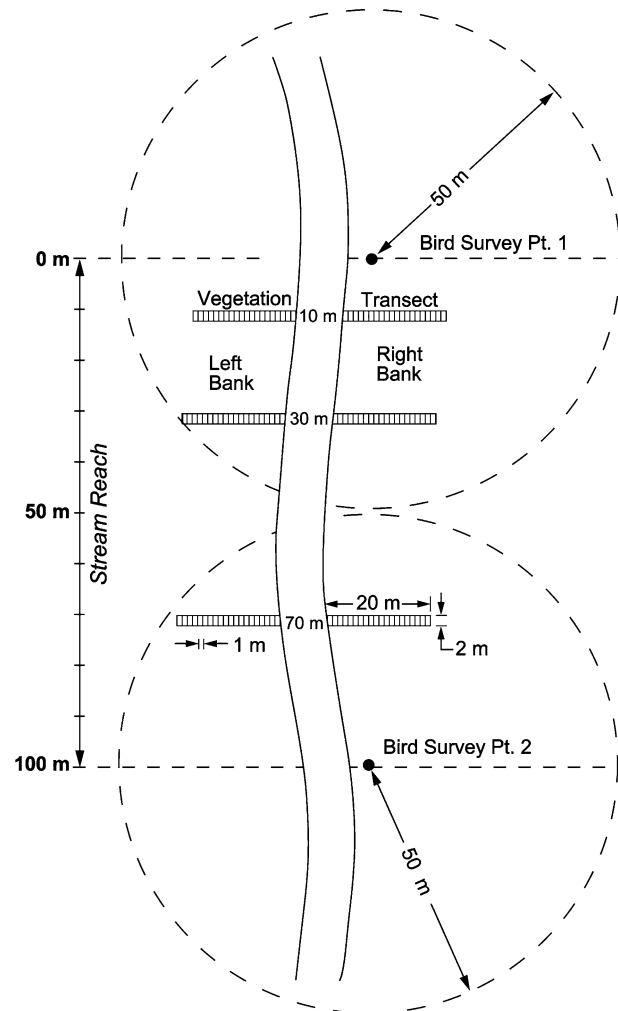 50 m
Bird Survey Pt. 1
0 m
Vegetation
Transect
10 m
Left
Bank
Right
Bank
30 m
Stream Reach
50 m
20 m
70 m
1 m
2 m
Bird Survey Pt. 2
100 m
50 m